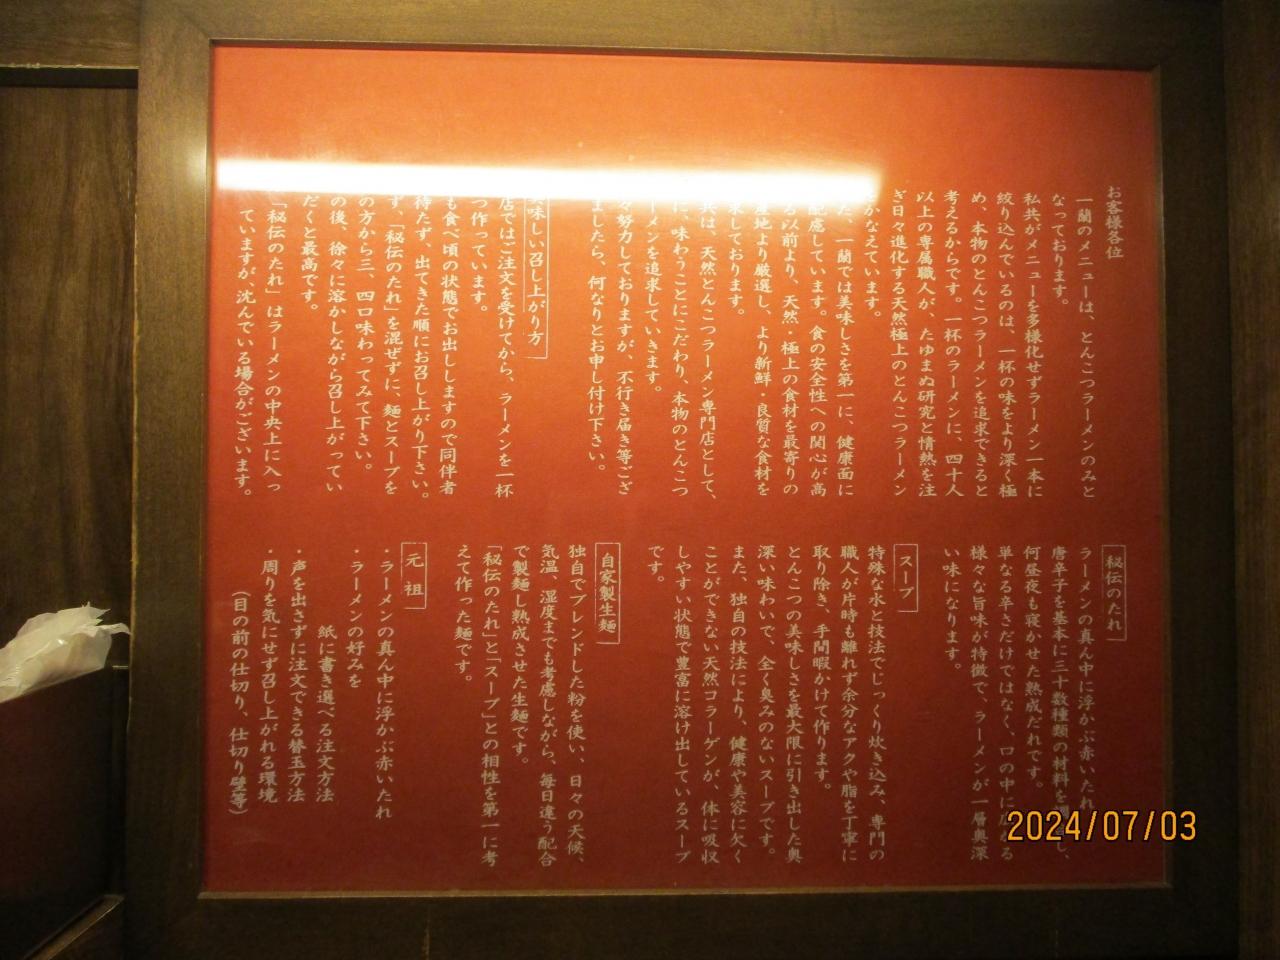 お客様各位
一蘭のメニューは、とんこつラーメンのみと
なっております。
私共がメニューを多様化せずラーメン一本に
絞り込んでいるのは、一杯の味をより深く極
め、本物のとんこつラーメンを追求できると
考えるからです。一杯のラーメンに、四十人
以上の専属職人が、たゆまぬ研究と情熱を注
ぎ日々進化する天然極上のとんこつラーメン
かなえています。
、一蘭では美味しさを第一に、健康面に
配慮しています。食の安全性への関心が高
る以前より、天然・極上の食材を最寄りの
産地より厳選し、より新鮮・良質な食材を
求しております。
共は、天然とんこつラーメン専門店として、
に、味わうことにこだわり、本物のとんこつ
ーメンを追求していきます。
々努力しておりますが、不行き届き等ござ
ましたら、何なりとお申し付け下さい。
味しい召し上がり方
店ではご注文を受けてから、ラーメンを一杯
つ作っています。
も食べ頃の状態でお出ししますので同伴者
待たず、出てきた順にお召し上がり下さい。
ず、「秘伝のたれ」を混ぜずに、麺とスープを
の方から三、四口味わってみて下さい。
の後、徐々に溶かしながら召し上がってい
だくと最高です。
「秘伝のたれ」はラーメンの中央上に入っ
ていますが、沈んでいる場合がございます。
秘伝のたれ
ラーメンの真ん中に浮かぶ赤いたれ
唐辛子を基本に三十数種類の材料を
何昼夜も寝かせた熟成だれです。
単なる辛さだけではなく、口の中に
様々な旨味が特徴で、ラーメンが一層奥深
い味になります。
スープ
特殊な水と技法でじっくり炊き込み、専門の
職人が片時も離れず余分なアクや脂を丁寧に
取り除き、手間暇かけて作ります。
とんこつの美味しさを最大限に引き出した奥
深い味わいで、全く臭みのないスープです。
また、独自の技法により、健康や美容に欠く
ことができない天然コラーゲンが、体に吸収
しやすい状態で豊富に溶け出しているスープ
です。
自家製生麺
独自でブレンドした粉を使い、日々の天候、
気温、湿度までも考慮しながら、毎日違う配合
で製麺し熟成させた生麺です。
「秘伝のたれ」と「スープ」との相性を第一に考
えて作った麺です。
元祖
・ラーメンの真ん中に浮かぶ赤いたれ
・ラーメンの好みを
紙に書き選べる注文方法
・声を出さずに注文できる替玉方法
・周りを気にせず召し上がれる環境
(目の前の仕切り、仕切り壁等)
2024/07/03